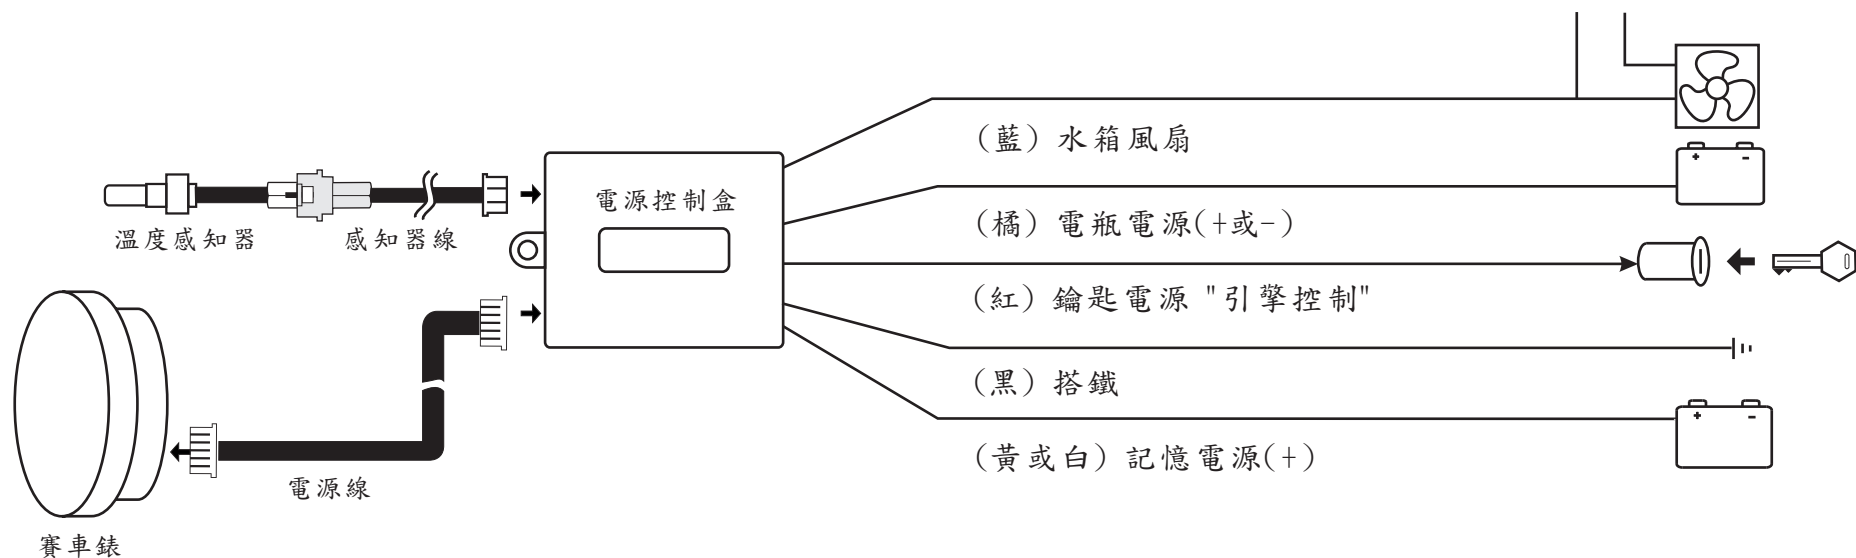 (藍)水箱風扇
電源控制盒
(橘)電瓶電源(+或-)
溫度感知器
感知器線
(紅)鑰匙電源 "引擎控制"
(黑)搭鐵
(黃或白)記憶電源(+)
電源線
賽車錶